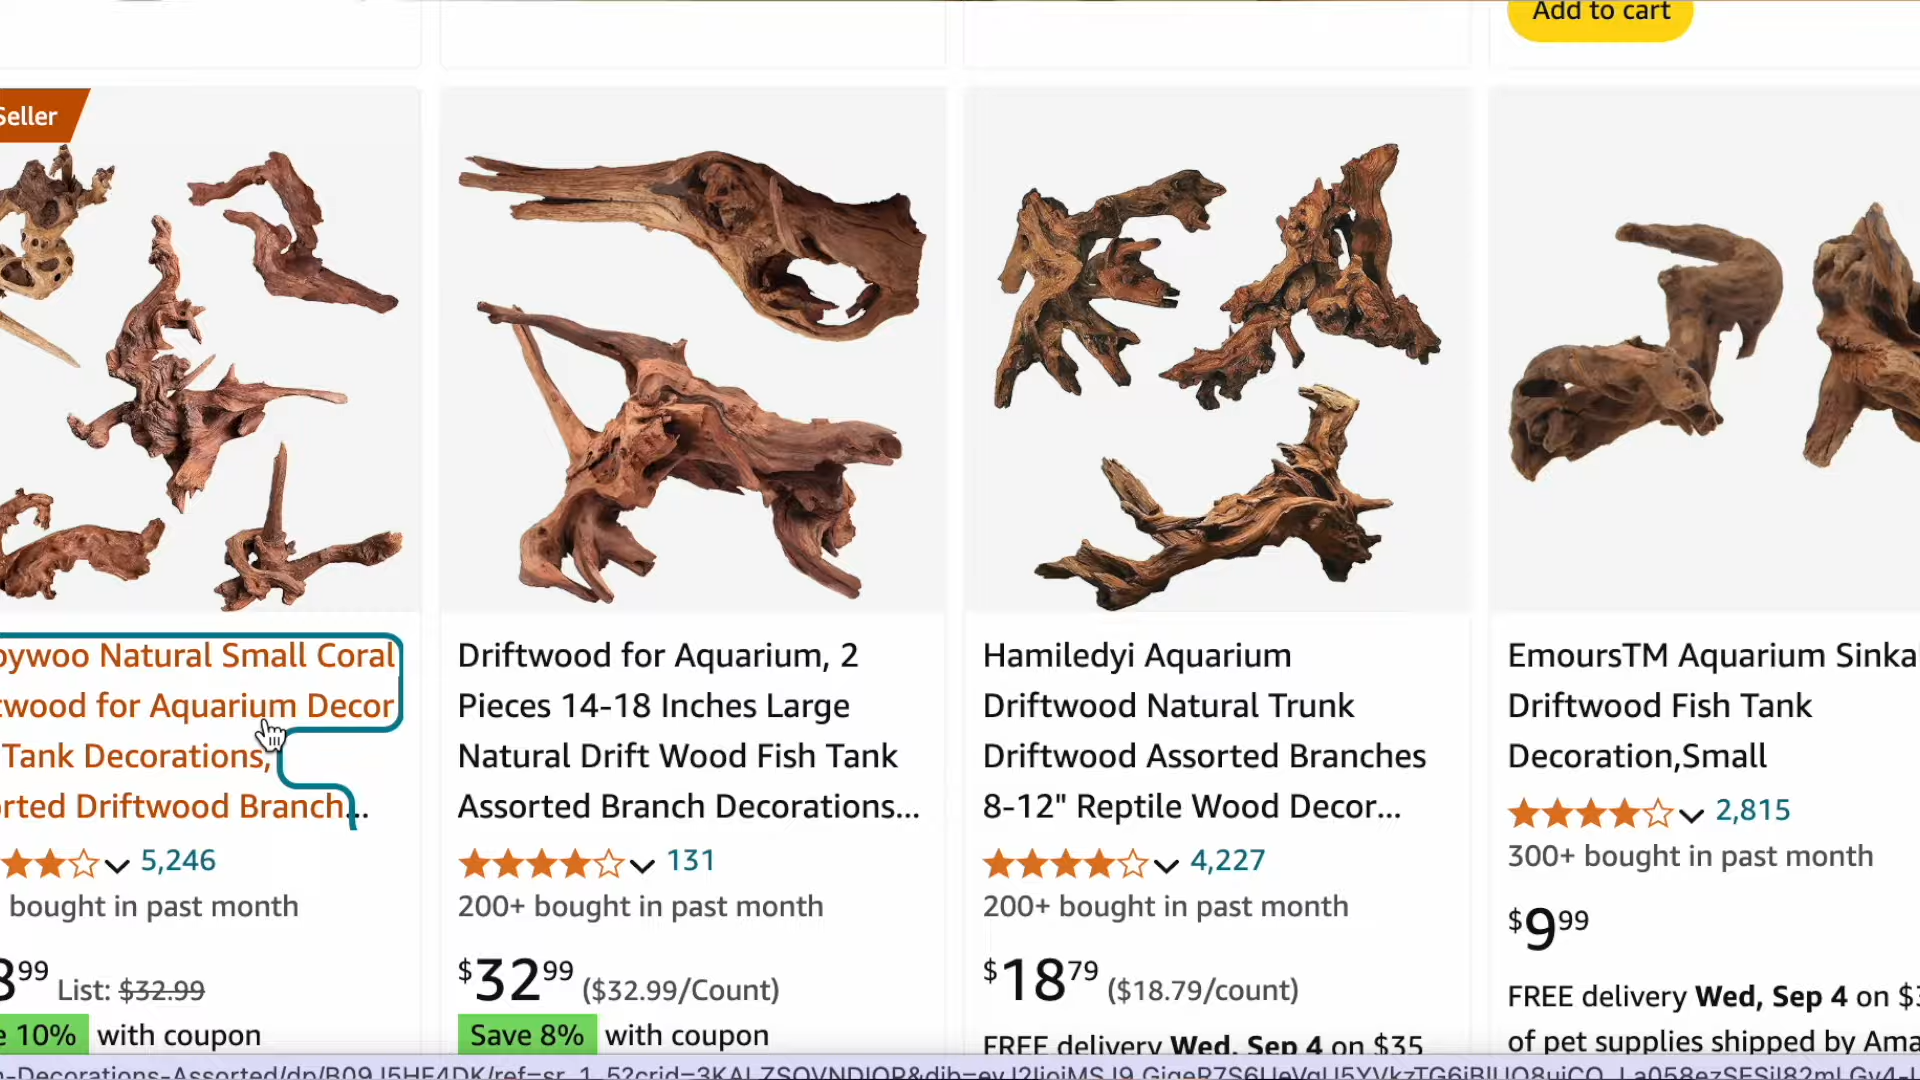 Add to cart
Seller
ywoo Natural Small Coral
wood for Aquarium Decor
Tank Decorations,
rted Driftwood Branch...
5,246
bought in past month
99 List: $32.99
10% with coupon
Driftwood for Aquarium, 2
Pieces 14-18 Inches Large
Natural Drift Wood Fish Tank
Assorted Branch Decorations...
131
200+ bought in past month
$32 99 ($32.99/Count)
Save 8% with coupon
Hamiledyi Aquarium
Driftwood Natural Trunk
Driftwood Assorted Branches
8-12" Reptile Wood Decor...
4,227
200+ bought in past month
$18 79 ($18.79/count)
FREE delivery Wed, Sep 4 on $35
EmoursTM Aquarium Sinka
Driftwood Fish Tank
Decoration,Small
2,815
300+ bought in past month
$9 99
FREE delivery Wed, Sep 4 on $3
of pet supplies shipped by Ama